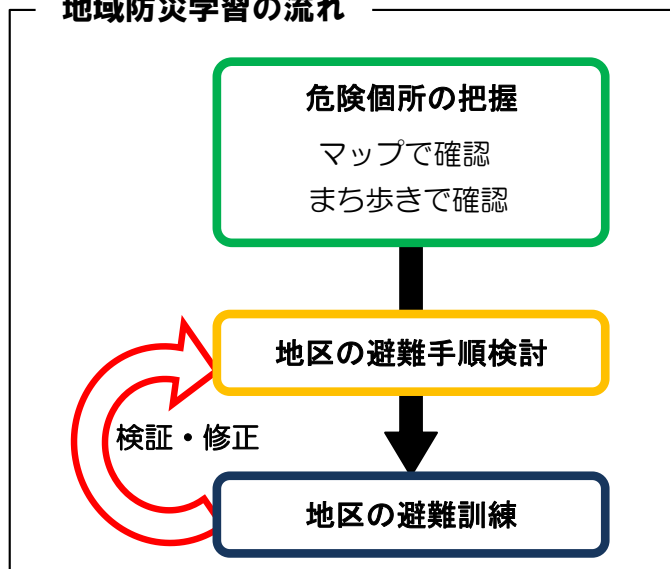 地域防災学習の流れ
危険個所の把握
マップで確認
まち歩きで確認
地区の避難手順検討
検証・修正
地区の避難訓練